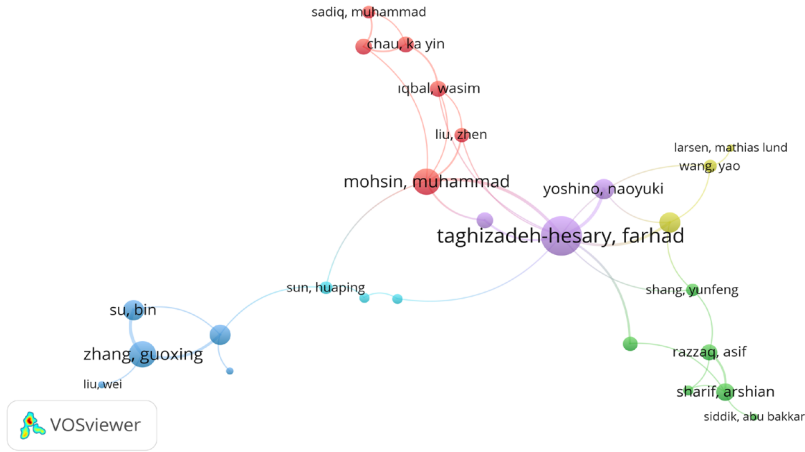 sadiq, muhammad
chau, ka yin
ıqbal, wasim
liu, zhen
larsen, mathias lund
wang, yao
mohsin, muhammad
yoshino, naoyuki
taghizadeh-hesary, farhad
sun, huaping
shang, yunfeng
su, bin
zhang, guoxing
razzaq, asif
liu, wei
sharif, arshian
siddik, abu bakkar
VOSviewer